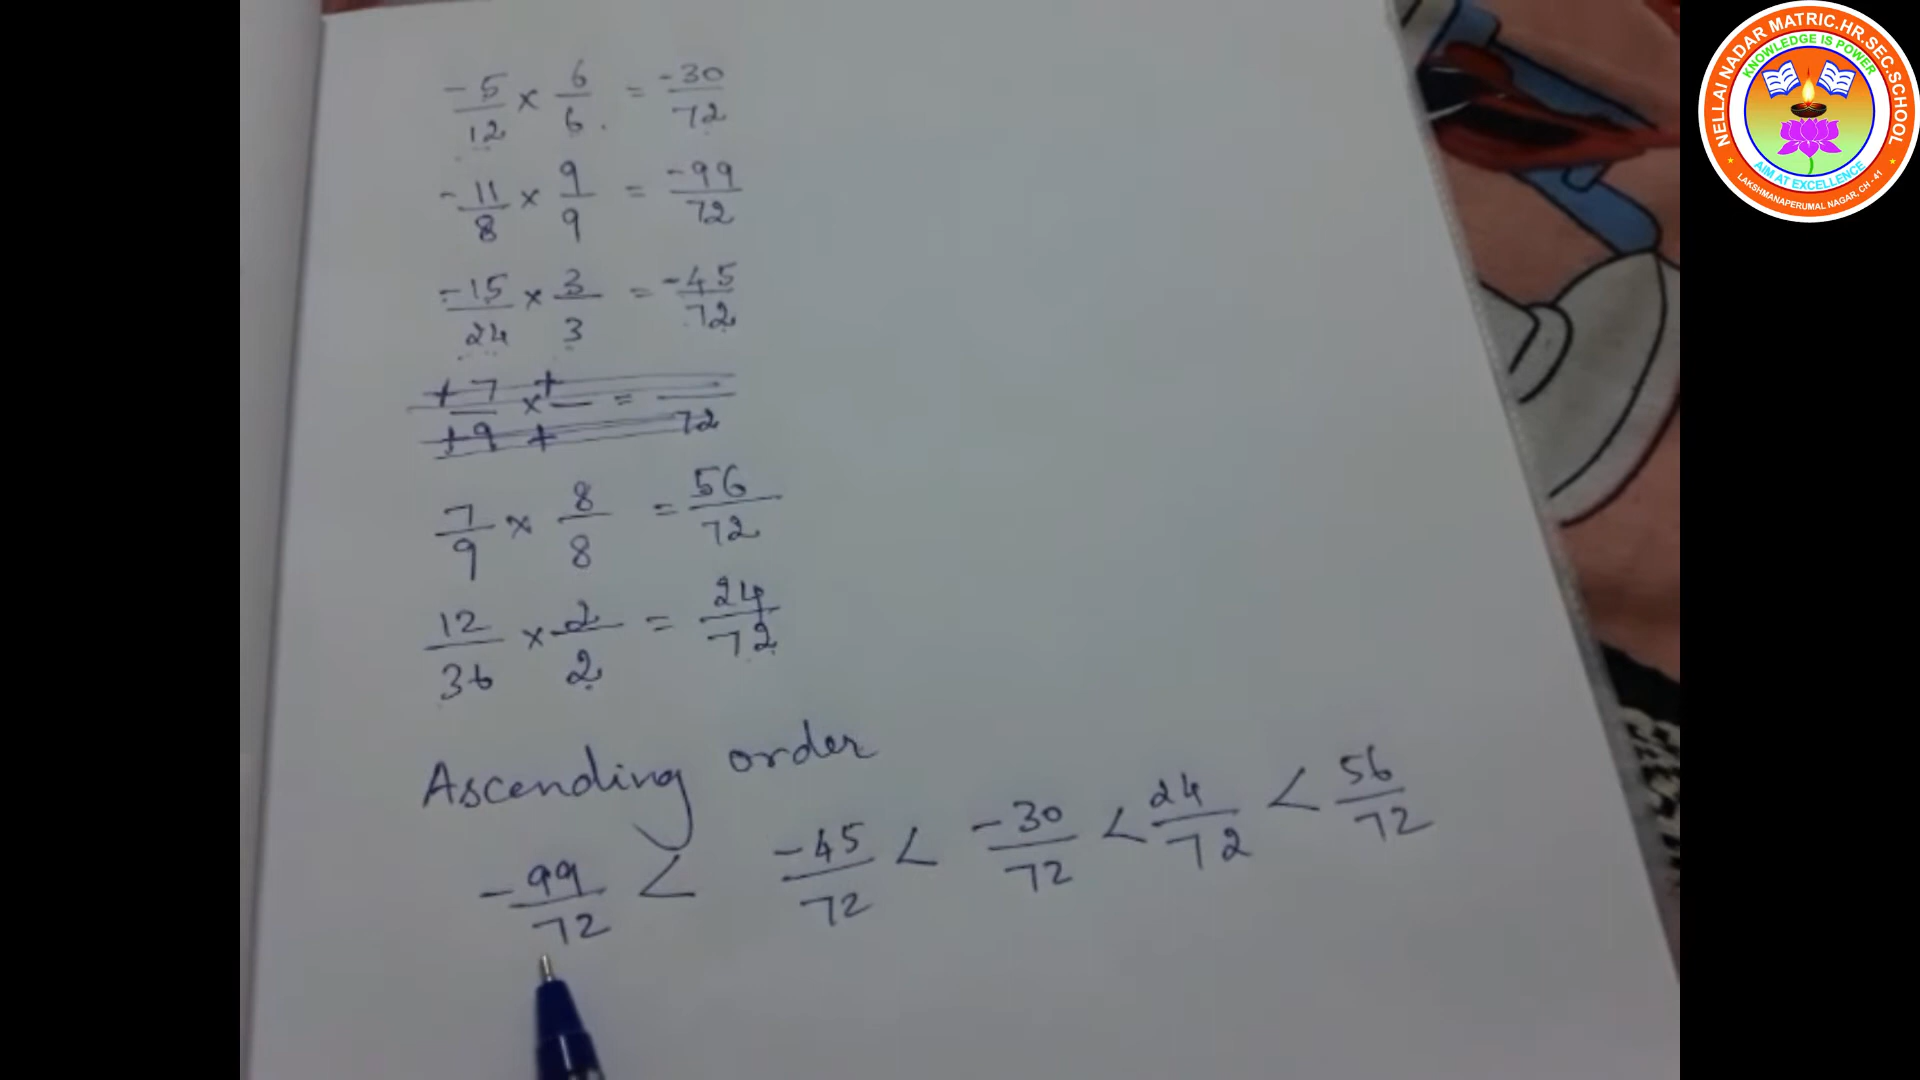 -5/12 × 6/6 = -30/72
-11/8 × 9/9 = -99/72
-15/24 × 3/3 = -45/72
+7/+9 × + / + = /72
7/9 × 8/8 = 56/72
12/36 × 2/2 = 24/72
Ascending order
-99/72 < -45/72 < -30/72 < 24/72 < 56/72
NELLAI NADAR MATRIC.HR.SEC.SCHOOL
KNOWLEDGE IS POWER
AIM AT EXCELLENCE
LAKSHMANAPERUMAL NAGAR, CH - 41